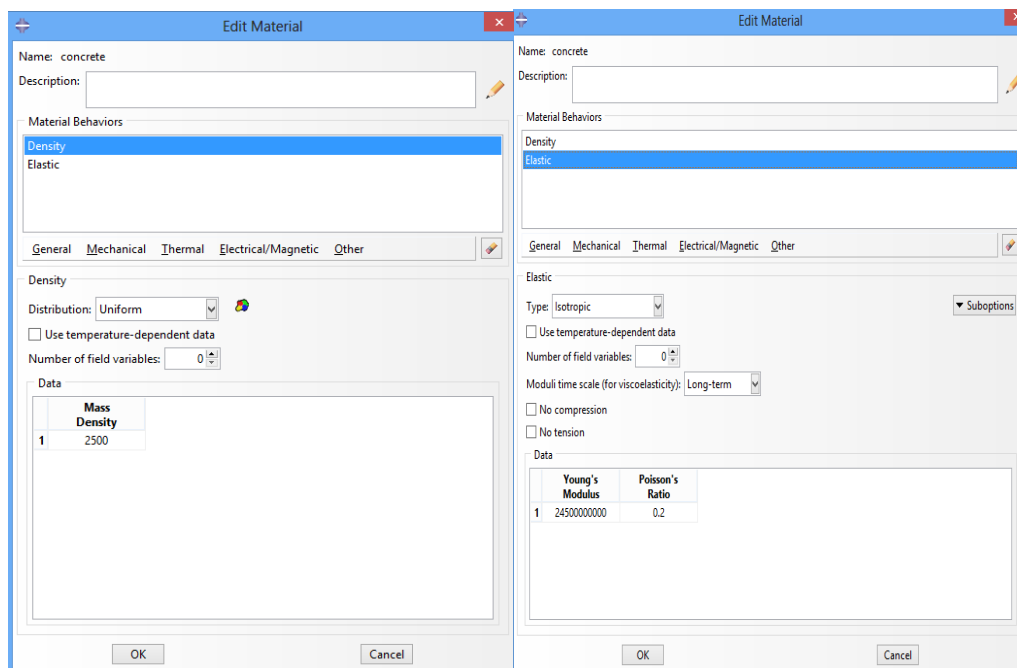 Edit Material
Name: concrete
Description:
Material Behaviors
Density
Elastic
General Mechanical Thermal Electrical/Magnetic Other
Density
Distribution: Uniform
Use temperature-dependent data
Number of field variables: 0
Data
Mass
Density
1 2500
OK Cancel
Edit Material
Name: concrete
Description:
Material Behaviors
Density
Elastic
General Mechanical Thermal Electrical/Magnetic Other
Elastic
Type: Isotropic
Suboptions
Use temperature-dependent data
Number of field variables: 0
Moduli time scale (for viscoelasticity): Long-term
No compression
No tension
Data
Young's Poisson's
Modulus Ratio
1 24500000000 0.2
OK Cancel